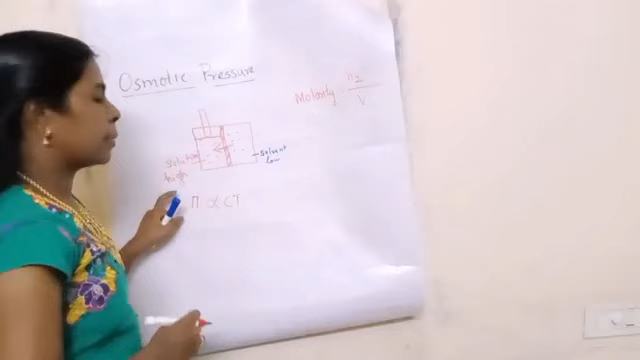 Osmotic Pressure
Molarity = n2
V
Solution
high
Solvent
low
π ∝ CT